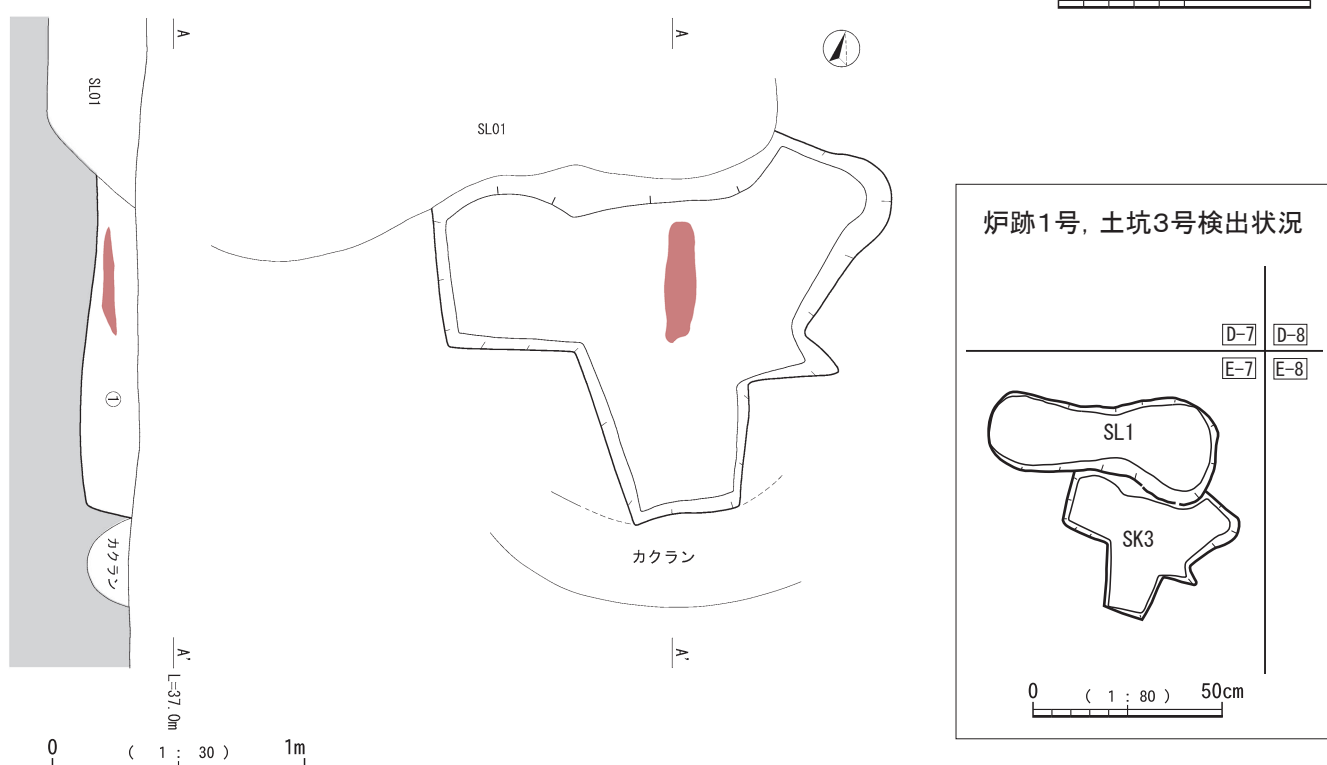 A
A
SL01
SL01
①
カクラン
カクラン
A'
A'
L=37.0m
0 ( 1 : 30 ) 1m
炉跡1号, 土坑3号検出状況
D-7 D-8
E-7 E-8
SL1
SK3
0 ( 1 : 80 ) 50cm